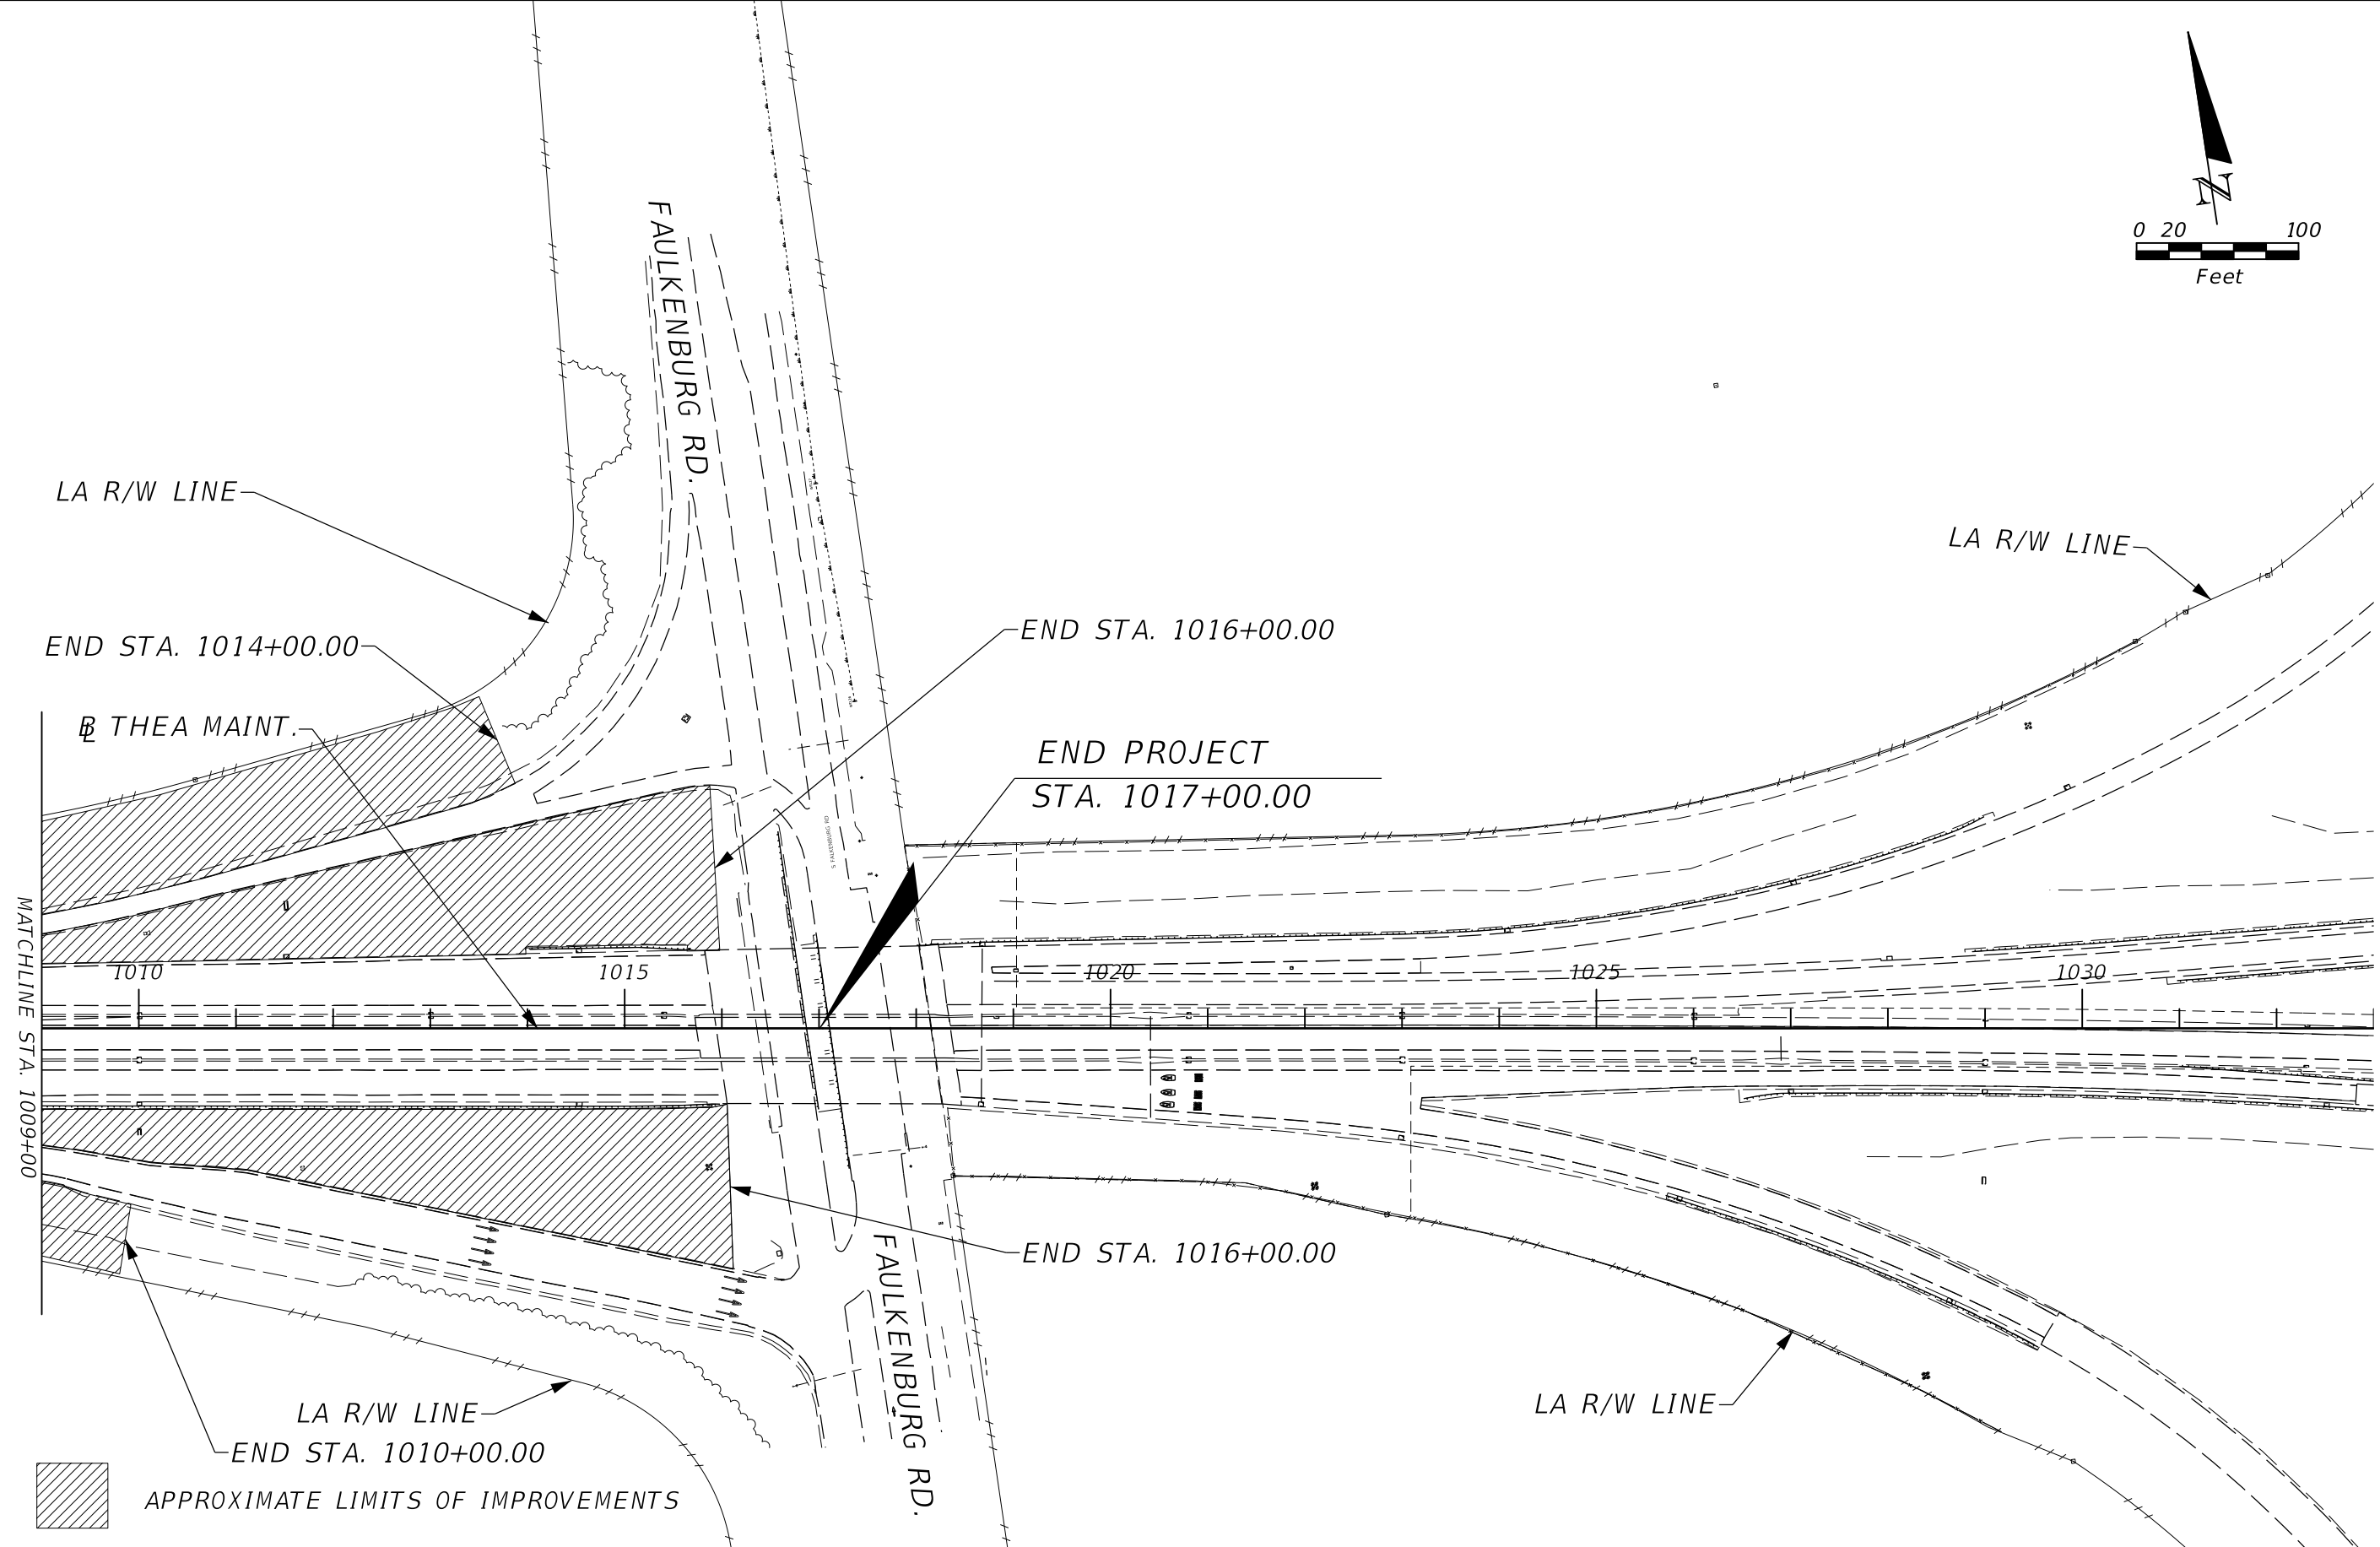 N
0 20 100
Feet
FAULKENBURG RD.
LA R/W LINE
LA R/W LINE
END STA. 1014+00.00
END STA. 1016+00.00
BL THEA MAINT.
END PROJECT
STA. 1017+00.00
S FALKENBURG RD
MATCHLINE STA. 1009+00
1010 1015 1020 1025 1030
END STA. 1016+00.00
FAULKENBURG RD.
LA R/W LINE
LA R/W LINE
END STA. 1010+00.00
APPROXIMATE LIMITS OF IMPROVEMENTS